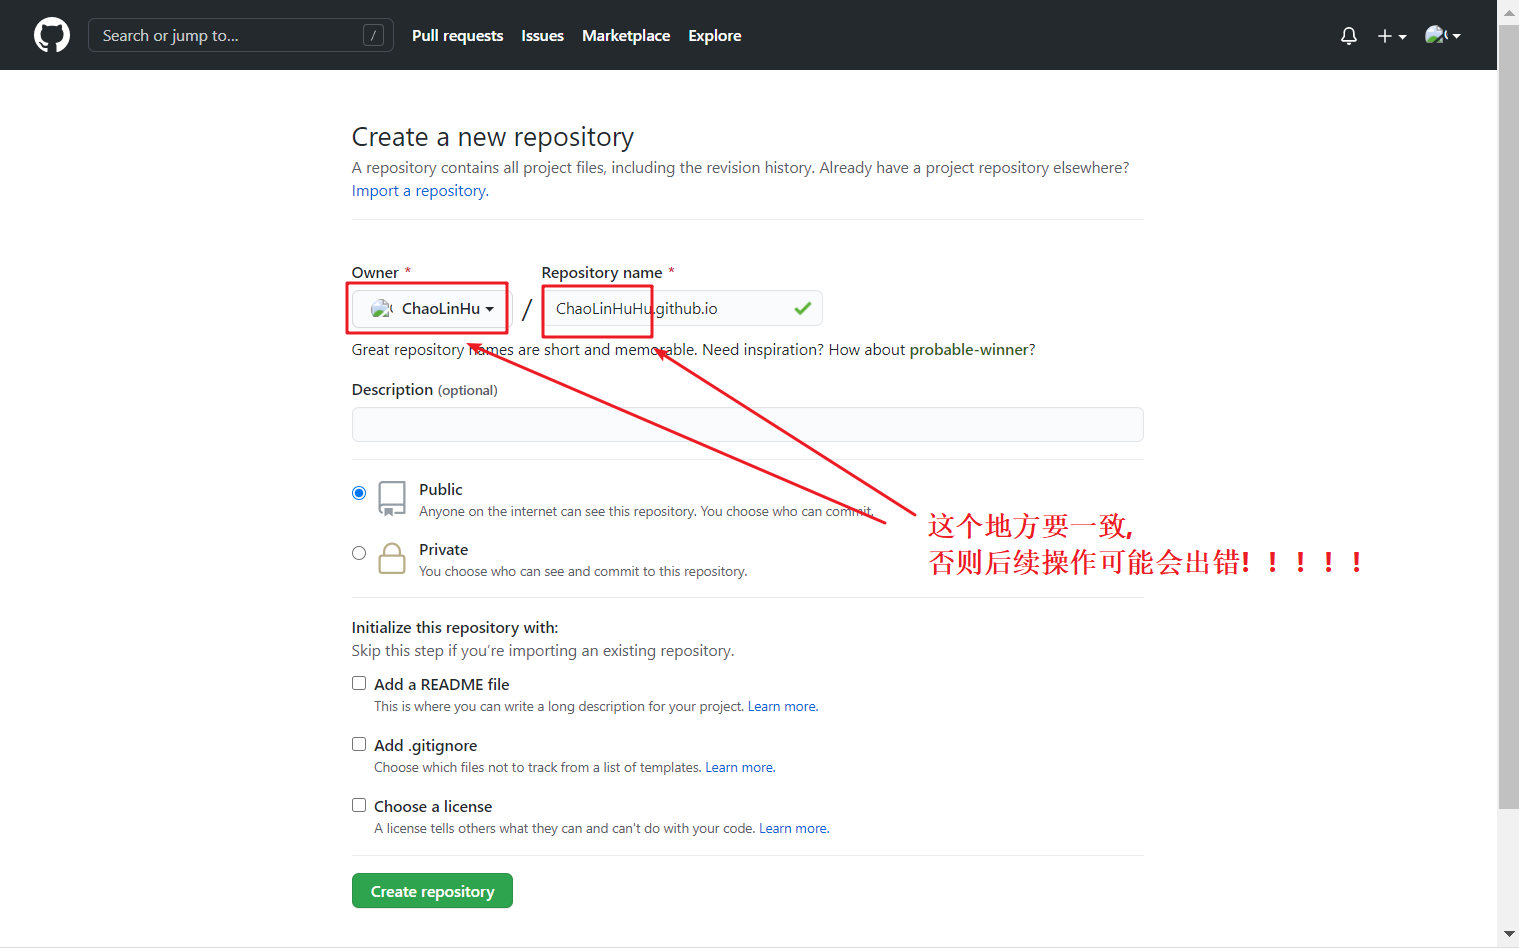 Search or jump to... /
Pull requests Issues Marketplace Explore
Create a new repository
A repository contains all project files, including the revision history. Already have a project repository elsewhere?
Import a repository.
Owner * Repository name *
ChaoLinHu / ChaoLinHuHu.github.io
Great repository names are short and memorable. Need inspiration? How about probable-winner?
Description (optional)
Public
Anyone on the internet can see this repository. You choose who can commit.
这个地方要一致,
否则后续操作可能会出错!！！！！
Private
You choose who can see and commit to this repository.
Initialize this repository with:
Skip this step if you’re importing an existing repository.
Add a README file
This is where you can write a long description for your project. Learn more.
Add .gitignore
Choose which files not to track from a list of templates. Learn more.
Choose a license
A license tells others what they can and can't do with your code. Learn more.
Create repository